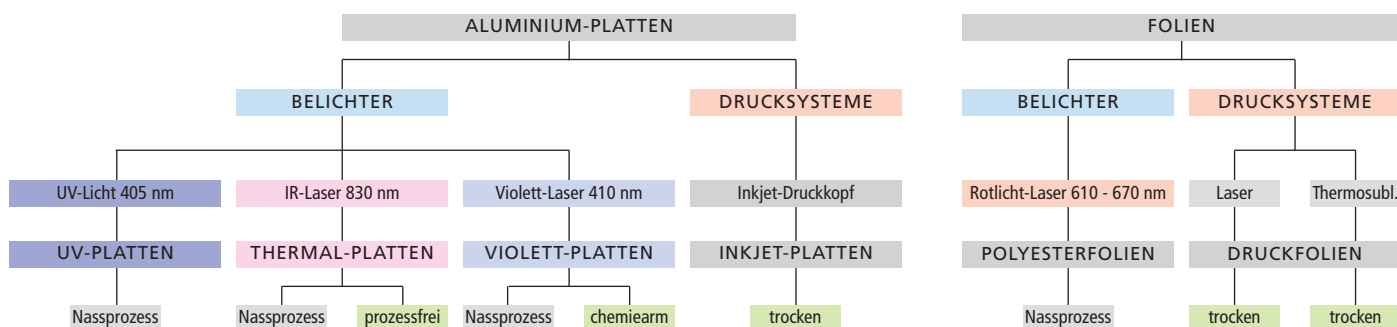 ALUMINIUM-PLATTEN
FOLIEN
BELICHTER
DRUCKSYSTEME
BELICHTER
DRUCKSYSTEME
UV-Licht 405 nm
IR-Laser 830 nm
Violett-Laser 410 nm
Inkjet-Druckkopf
Rotlicht-Laser 610 - 670 nm
Laser
Thermosubl.
UV-PLATTEN
THERMAL-PLATTEN
VIOLETT-PLATTEN
INKJET-PLATTEN
POLYESTERFOLIEN
DRUCKFOLIEN
Nassprozess
Nassprozess
prozessfrei
Nassprozess
chemiearm
trocken
Nassprozess
trocken
trocken